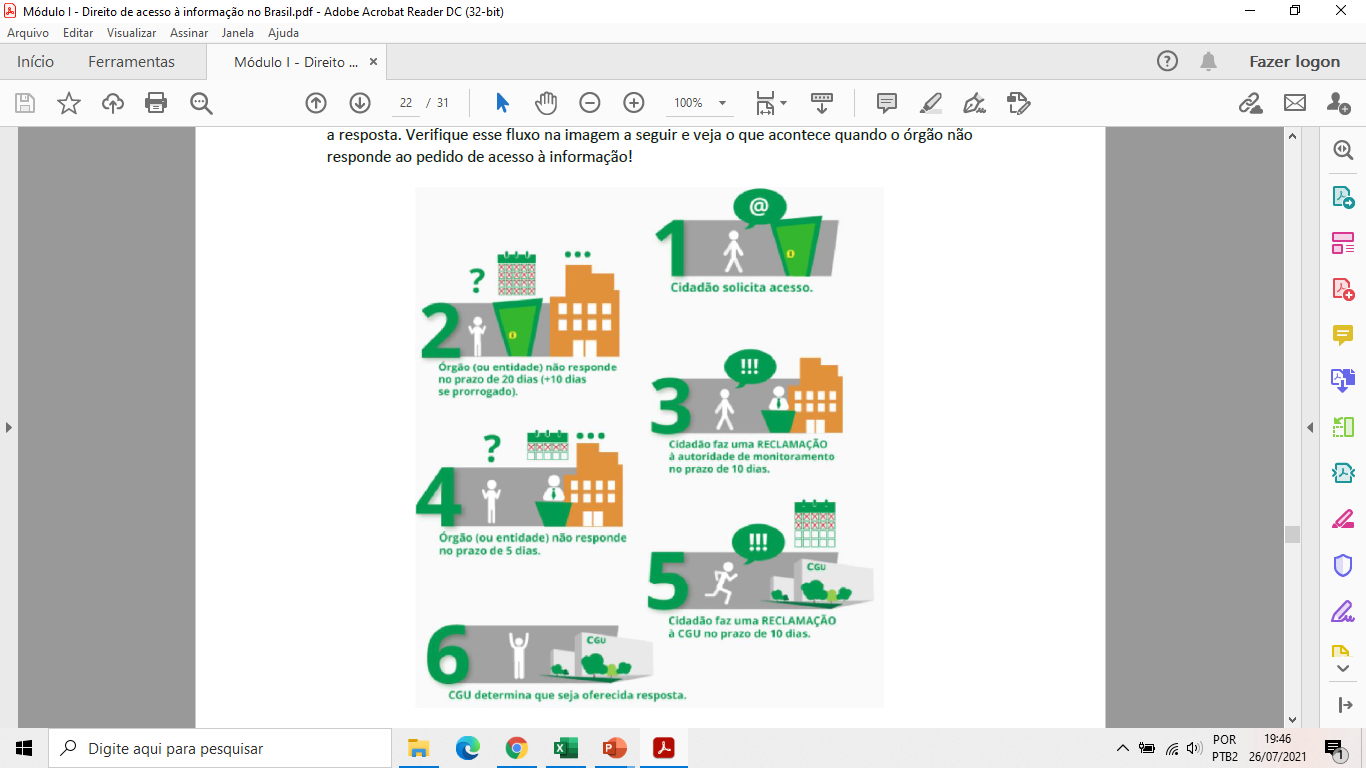 Módulo I - Direito de acesso à informação no Brasil.pdf - Adobe Acrobat Reader DC (32-bit)
Arquivo Editar Visualizar Assinar Janela Ajuda
Início Ferramentas Módulo I - Direito ... × Fazer logon
22 / 31 100%
a resposta. Verifique esse fluxo na imagem a seguir e veja o que acontece quando o órgão não
responde ao pedido de acesso à informação!
@
1
Cidadão solicita acesso.
?
2
Órgão (ou entidade) não responde
no prazo de 20 dias (+10 dias
se prorrogado).
!!!
3
Cidadão faz uma RECLAMAÇÃO
à autoridade de monitoramento
no prazo de 10 dias.
?
4
Órgão (ou entidade) não responde
no prazo de 5 dias.
!!!
5
CGU
Cidadão faz uma RECLAMAÇÃO
à CGU no prazo de 10 dias.
6
CGU
CGU determina que seja oferecida resposta.
Digite aqui para pesquisar
POR
PTB2
19:46
26/07/2021
1